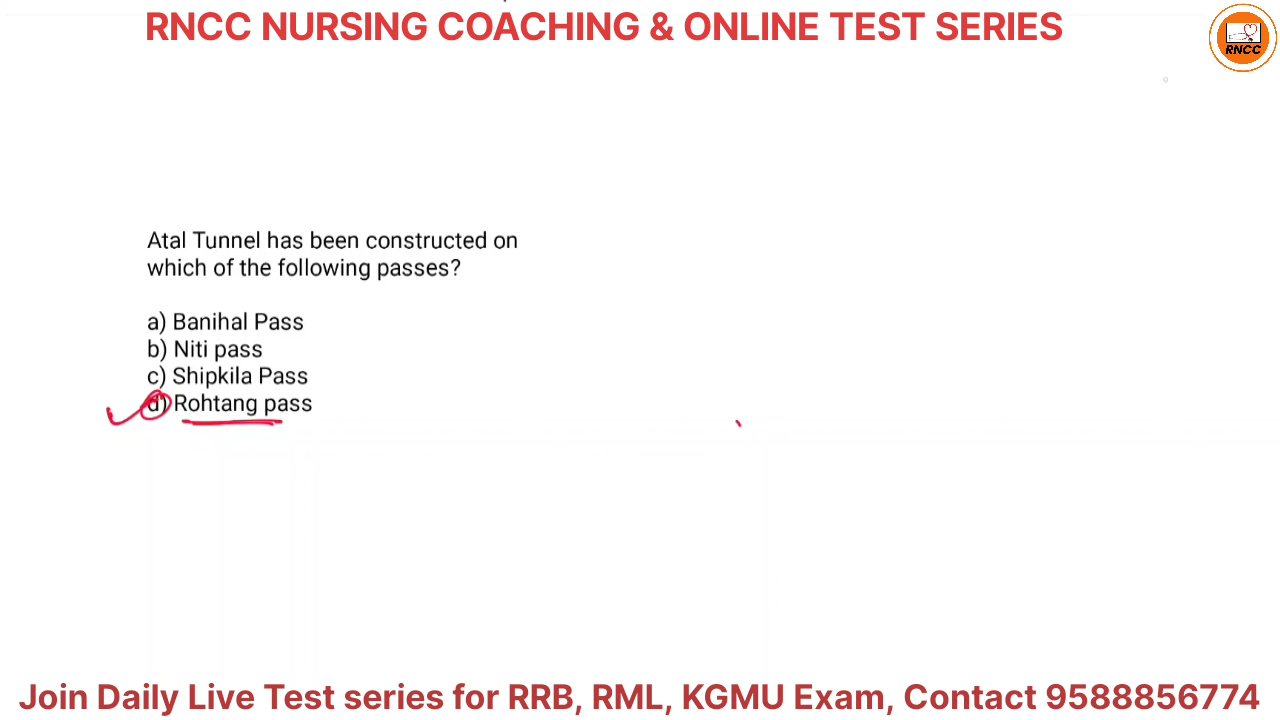 RNCC NURSING COACHING & ONLINE TEST SERIES
RNCC
Atal Tunnel has been constructed on
which of the following passes?
a) Banihal Pass
b) Niti pass
c) Shipkila Pass
d) Rohtang pass
Join Daily Live Test series for RRB, RML, KGMU Exam, Contact 9588856774